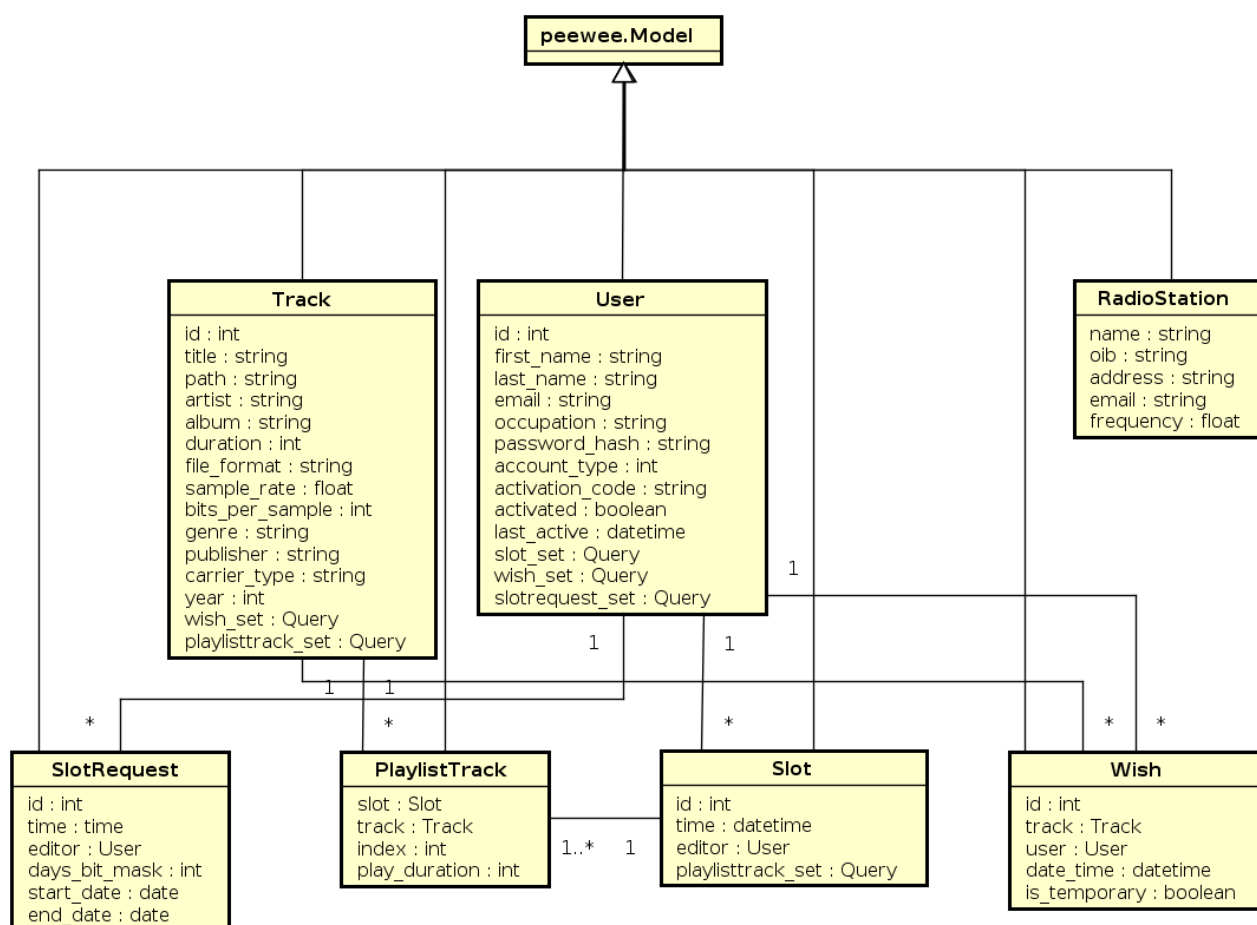 peewee.Model
Track
id : int
title : string
path : string
artist : string
album : string
duration : int
file_format : string
sample_rate : float
bits_per_sample : int
genre : string
publisher : string
carrier_type : string
year : int
wish_set : Query
playlisttrack_set : Query
User
id : int
first_name : string
last_name : string
email : string
occupation : string
password_hash : string
account_type : int
activation_code : string
activated : boolean
last_active : datetime
slot_set : Query
wish_set : Query
slotrequest_set : Query
RadioStation
name : string
oib : string
address : string
email : string
frequency : float
1
1
1
1
1
*
*
*
*
*
SlotRequest
id : int
time : time
editor : User
days_bit_mask : int
start_date : date
end_date : date
PlaylistTrack
slot : Slot
track : Track
index : int
play_duration : int
1..*
1
Slot
id : int
time : datetime
editor : User
playlisttrack_set : Query
Wish
id : int
track : Track
user : User
date_time : datetime
is_temporary : boolean